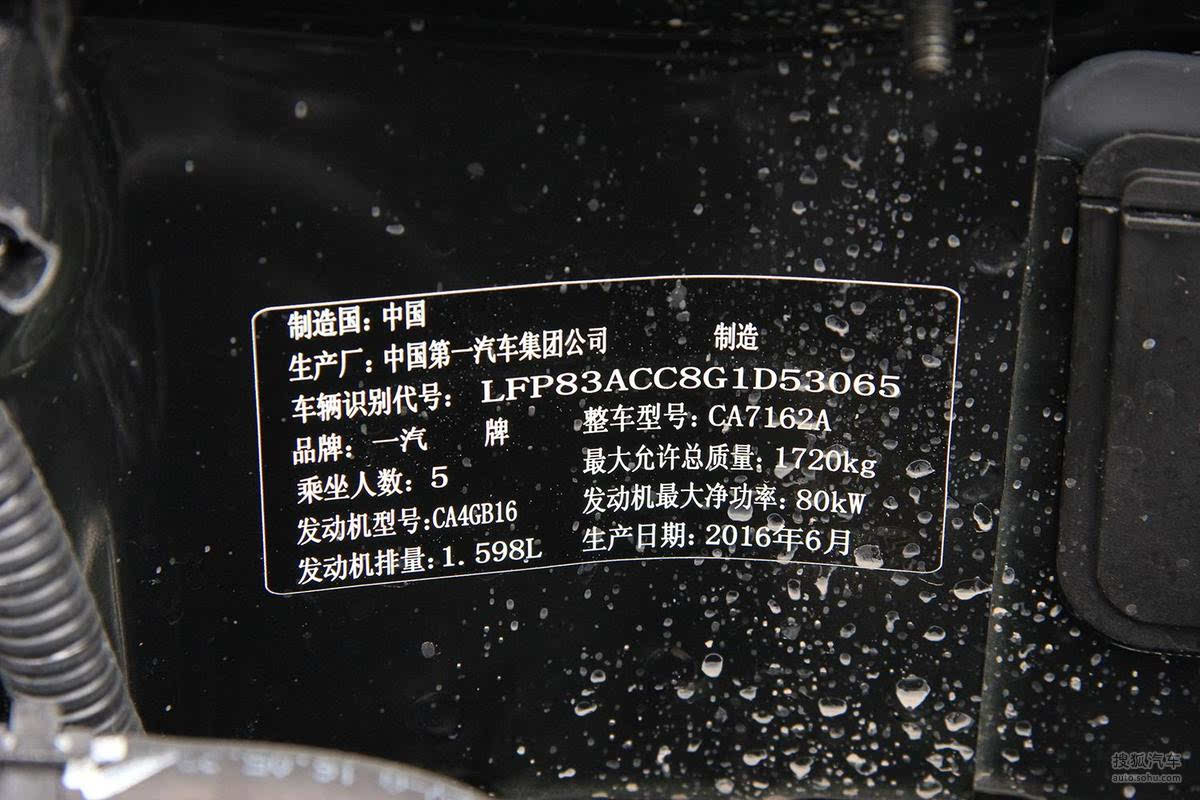 制造国：中国
生产厂：中国第一汽车集团公司 制造
车辆识别代号：LFP83ACC8G1D53065
品牌：一汽 牌 整车型号：CA7162A
乘坐人数：5 最大允许总质量：1720kg
发动机型号:CA4GB16 发动机最大净功率：80kW
发动机排量：1.598L 生产日期：2016年6月
搜狐汽车
auto.sohu.com